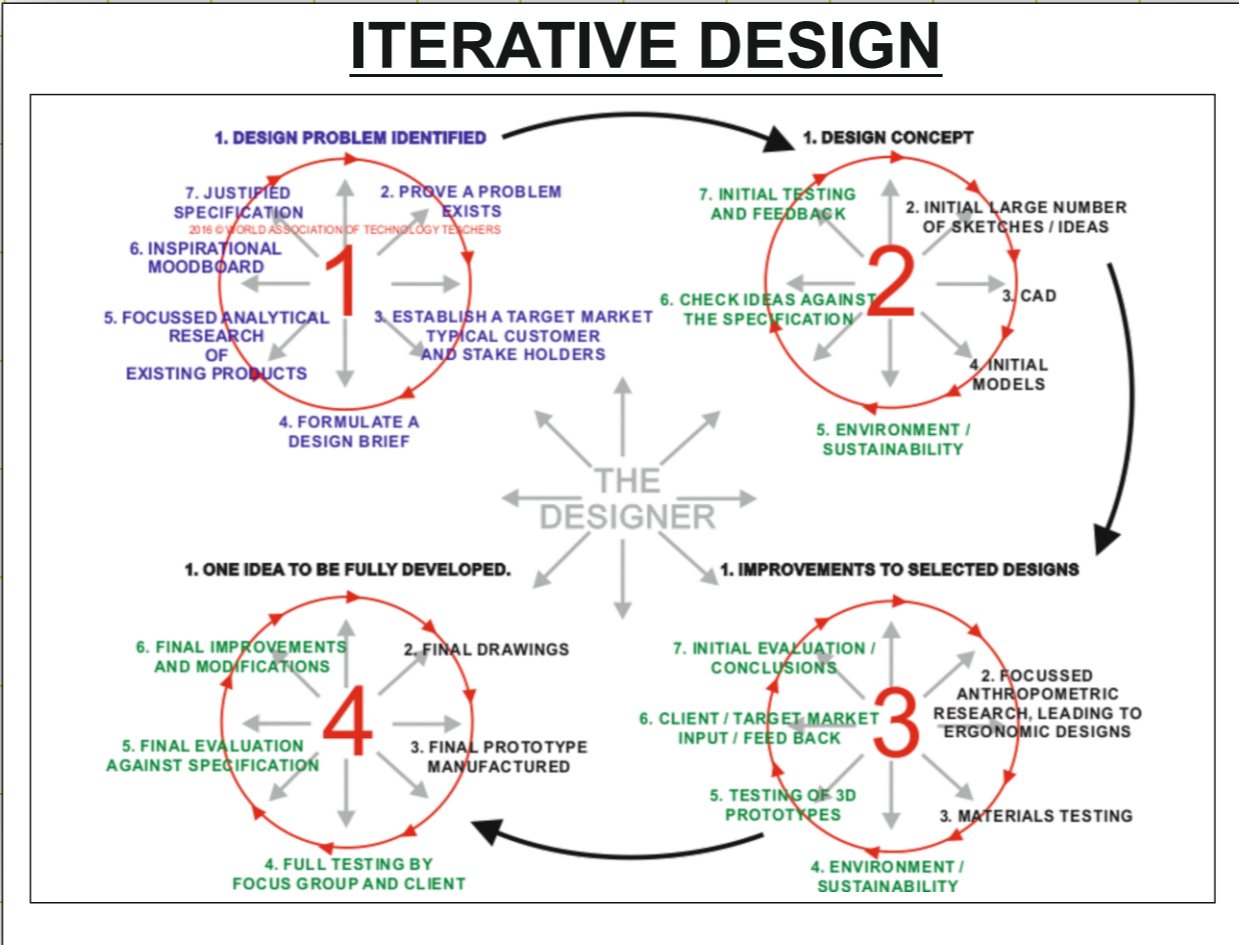 ITERATIVE DESIGN
1. DESIGN PROBLEM IDENTIFIED
2. PROVE A PROBLEM
EXISTS
3. ESTABLISH A TARGET MARKET
TYPICAL CUSTOMER
AND STAKE HOLDERS
4. FORMULATE A
DESIGN BRIEF
5. FOCUSSED ANALYTICAL
RESEARCH
OF
EXISTING PRODUCTS
6. INSPIRATIONAL
MOODBOARD
7. JUSTIFIED
SPECIFICATION
2016 © WORLD ASSOCIATION OF TECHNOLOGY TEACHERS
1
1. DESIGN CONCEPT
2. INITIAL LARGE NUMBER
OF SKETCHES / IDEAS
3. CAD
4. INITIAL
MODELS
5. ENVIRONMENT /
SUSTAINABILITY
6. CHECK IDEAS AGAINST
THE SPECIFICATION
7. INITIAL TESTING
AND FEEDBACK
2
THE
DESIGNER
1. IMPROVEMENTS TO SELECTED DESIGNS
2. FOCUSSED
ANTHROPOMETRIC
RESEARCH, LEADING TO
ERGONOMIC DESIGNS
3. MATERIALS TESTING
4. ENVIRONMENT /
SUSTAINABILITY
5. TESTING OF 3D
PROTOTYPES
6. CLIENT / TARGET MARKET
INPUT / FEED BACK
7. INITIAL EVALUATION /
CONCLUSIONS
3
1. ONE IDEA TO BE FULLY DEVELOPED.
2. FINAL DRAWINGS
3. FINAL PROTOTYPE
MANUFACTURED
4. FULL TESTING BY
FOCUS GROUP AND CLIENT
5. FINAL EVALUATION
AGAINST SPECIFICATION
6. FINAL IMPROVEMENTS
AND MODIFICATIONS
4